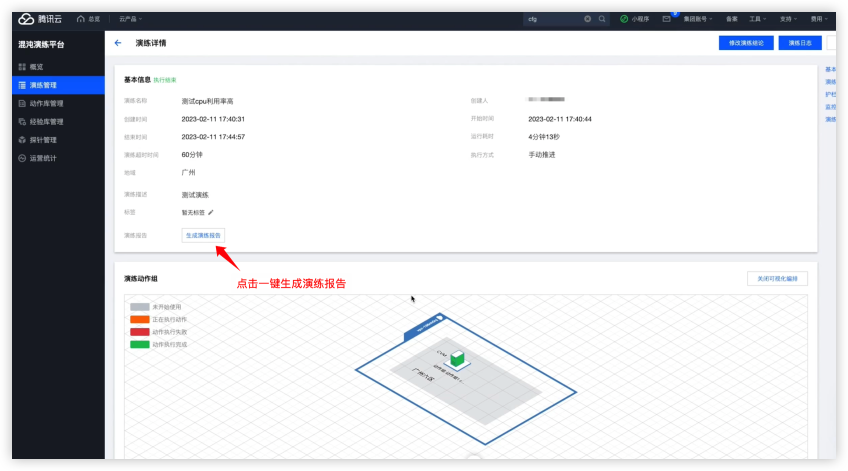 腾讯云 总览 云产品 cfg 小程序 集团账号 备案 工具 支持 费用
混沌演练平台
概览
演练管理
动作库管理
经验库管理
探针管理
运营统计
演练详情 修改演练结论 演练日志
基本信息 执行结束
演练名称 测试cpu利用率高 创建人
创建时间 2023-02-11 17:40:31 开始时间 2023-02-11 17:40:44
结束时间 2023-02-11 17:44:57 运行耗时 4分钟13秒
演练超时时间 60分钟 执行方式 手动推进
地域 广州
演练描述 测试演练
标签 暂无标签
演练报告 生成演练报告
点击一键生成演练报告
演练动作组 关闭可视化编排
未开始使用
正在执行动作
动作执行失败
动作执行完成
CVM
广州六区
基本
演练
护栏
监控
演练